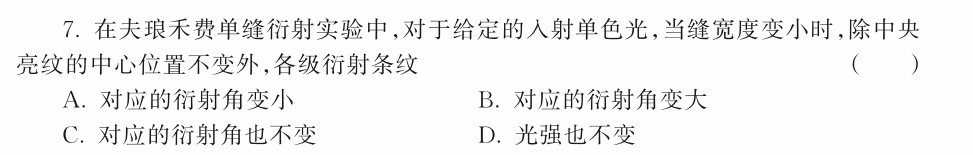 7. 在夫琅禾费单缝衍射实验中,对于给定的入射单色光,当缝宽度变小时,除中央
亮纹的中心位置不变外,各级衍射条纹 (　　)
A. 对应的衍射角变小　　B. 对应的衍射角变大
C. 对应的衍射角也不变　　D. 光强也不变